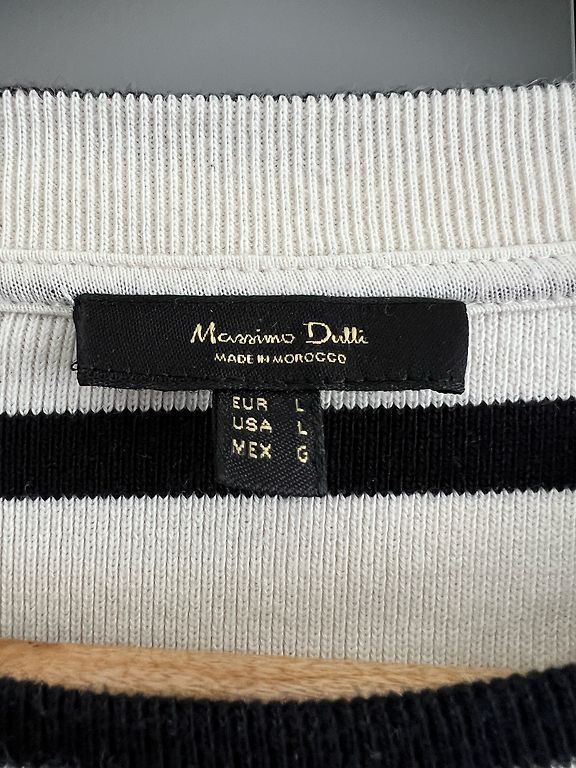 Massimo Dutti
MADE IN MOROCCO
EUR L
USA L
MEX G